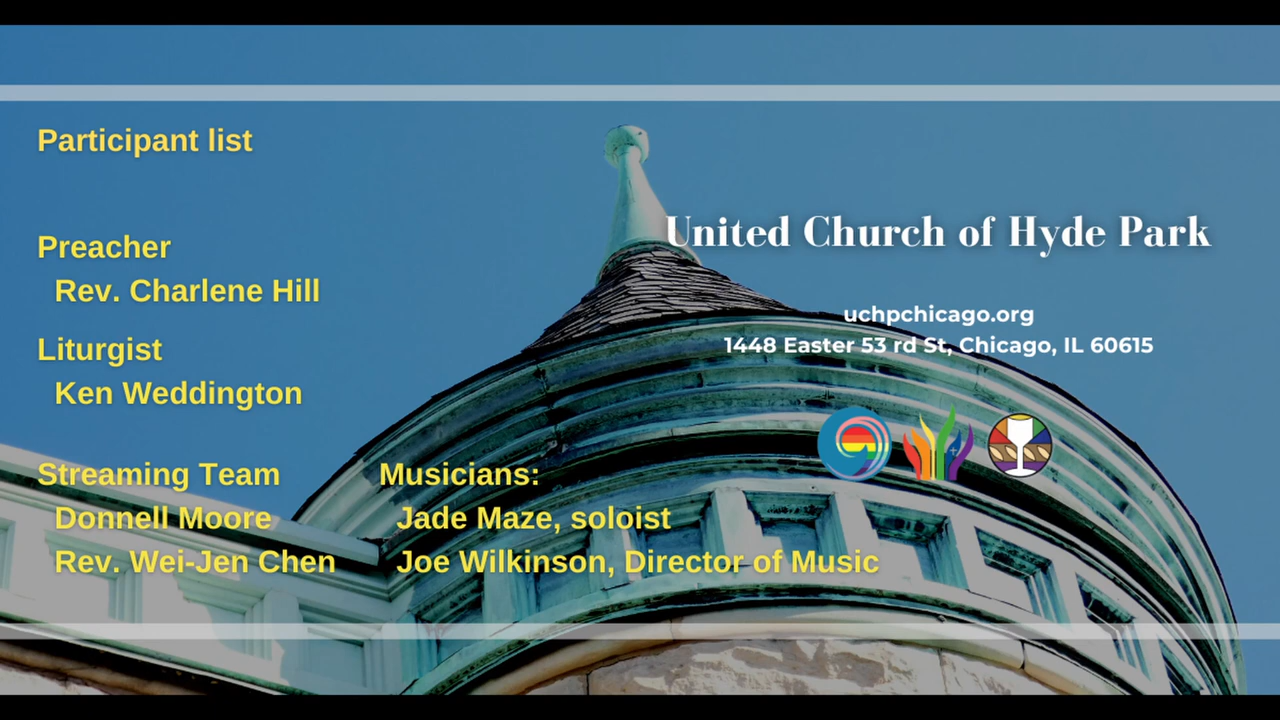 Participant list
Preacher
Rev. Charlene Hill
Liturgist
Ken Weddington
Streaming Team
Donnell Moore
Rev. Wei-Jen Chen
Musicians:
Jade Maze, soloist
Joe Wilkinson, Director of Music
United Church of Hyde Park
uchpchicago.org
1448 Easter 53 rd St, Chicago, IL 60615